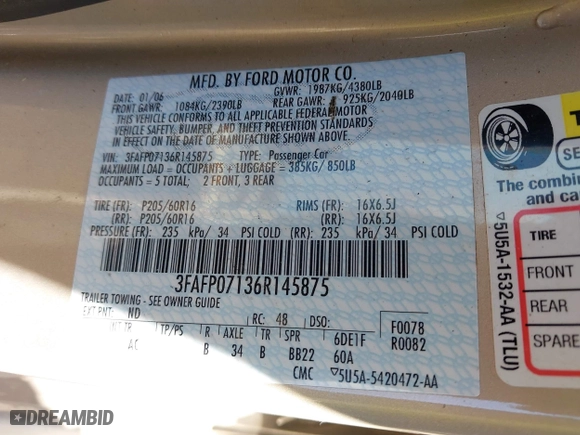 MFD. BY FORD MOTOR CO.
DATE: 01/06 GVWR: 1987KG/4380LB
FRONT GAWR: 1084KG/2390LB REAR GAWR: 925KG/2040LB
THIS VEHICLE CONFORMS TO ALL APPLICABLE FEDERAL MOTOR
VEHICLE SAFETY, BUMPER, AND THEFT PREVENTION STANDARDS
IN EFFECT ON THE DATE OF MANUFACTURE SHOWN ABOVE.
VIN: 3FAFP07136R145875 TYPE: Passenger Car
MAXIMUM LOAD = OCCUPANTS + LUGGAGE = 385KG/ 850LB
OCCUPANTS = 5 TOTAL: 2 FRONT, 3 REAR
TIRE (FR): P205/60R16 RIMS (FR): 16X6.5J
(RR): P205/60R16 (RR): 16X6.5J
PRESSURE (FR): 235 kPa/ 34 PSI COLD (RR): 235 kPa/ 34 PSI COLD
3FAFP07136R145875
TRAILER TOWING - SEE OWNER GUIDE
EXT PNT: ND RC: 48 DSO: F0078
INT TR TP/PS R AXLE TR SPR 6DE1F R0082
AC B 34 B BB22 60A
CMC ▽5U5A-5420472-AA
▽5U5A-1532-AA (TLU)
T
SE
The combin
and ca
TIRE
FRONT
REAR
SPARE
DREAMBID